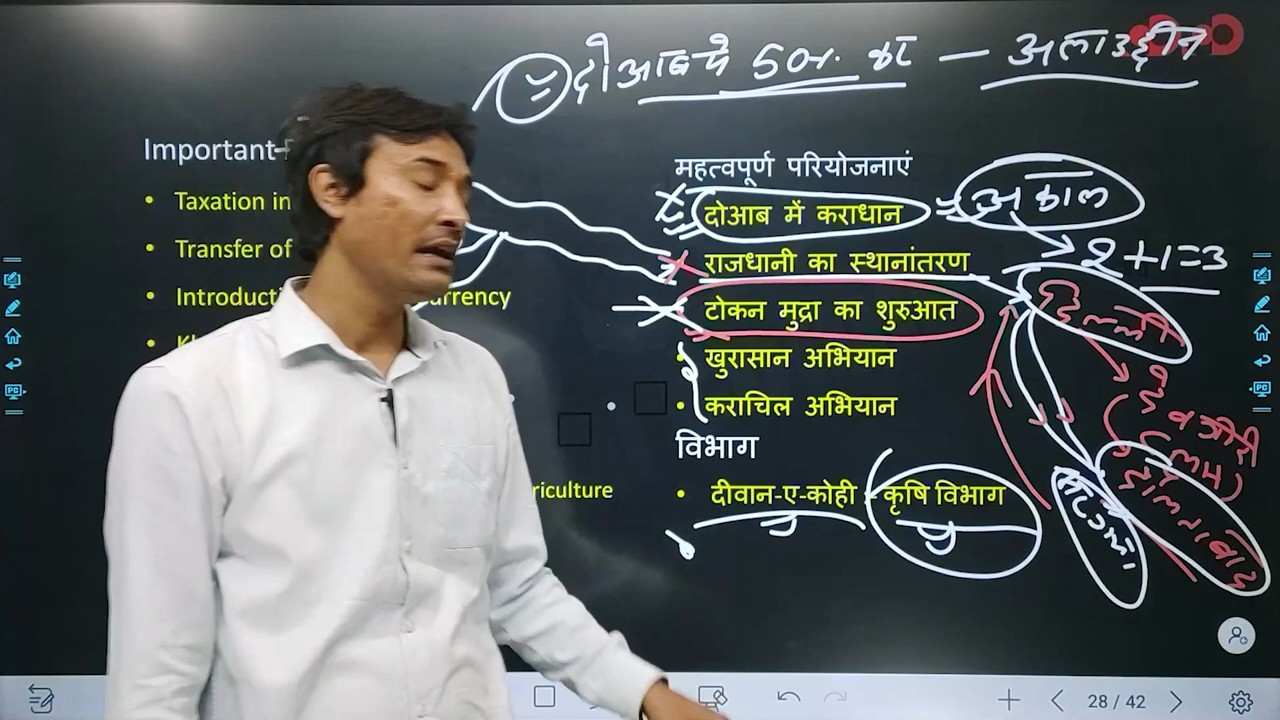 दोआब में 50% कर — अलाउद्दीन
Important
महत्वपूर्ण परियोजनाएं
Taxation in
दोआब में कराधान = अकाल
Transfer of
राजधानी का स्थानांतरण
2+1=3
Introducti
urrency
टोकन मुद्रा का शुरुआत
दिल्ली
खुरासान अभियान
कराचिल अभियान
देवगिरी
विभाग
riculture
दीवान-ए-कोही - कृषि विभाग
दौलताबाद
28 / 42